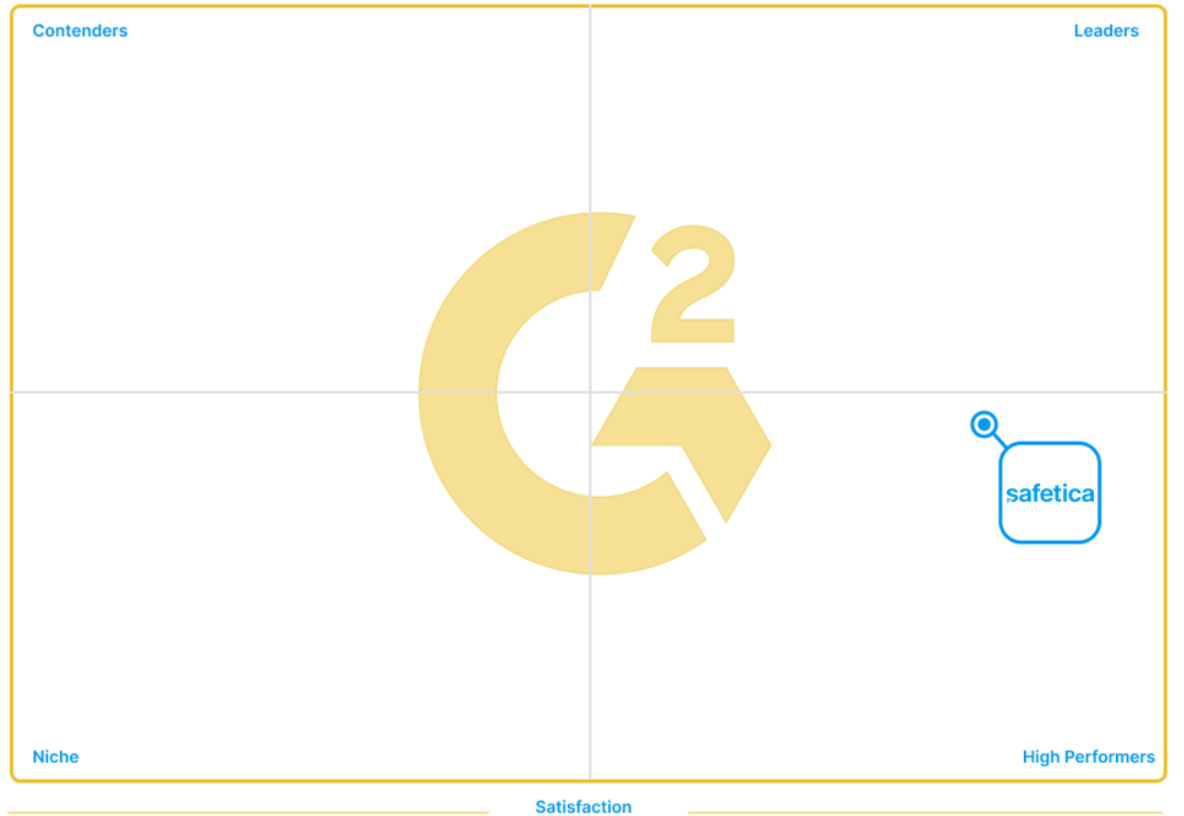 Contenders
Leaders
2
safetica
Niche
High Performers
Satisfaction